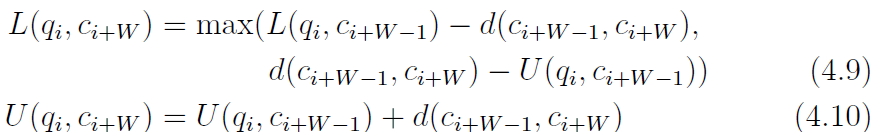 L(q_i, c_{i+W}) = max(L(q_i, c_{i+W−1}) − d(c_{i+W−1}, c_{i+W}),
d(c_{i+W−1}, c_{i+W}) − U(q_i, c_{i+W−1})) (4.9)
U(q_i, c_{i+W}) = U(q_i, c_{i+W−1}) + d(c_{i+W−1}, c_{i+W}) (4.10)